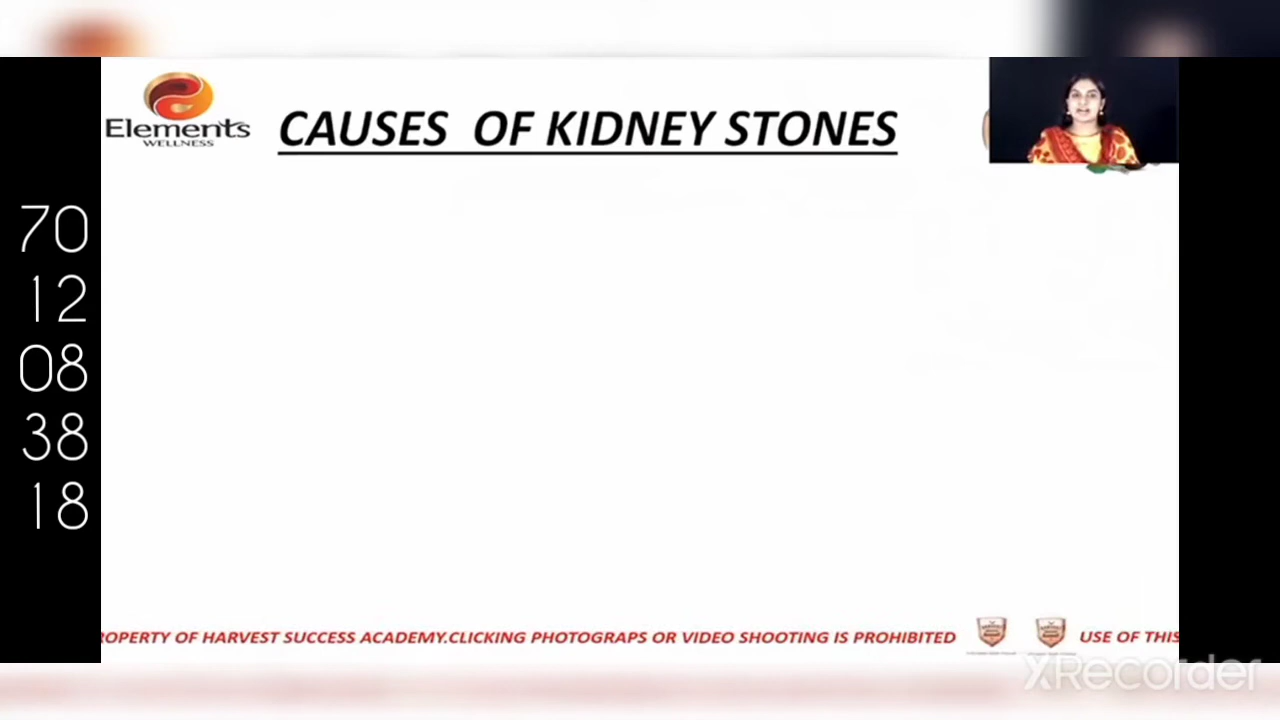 Elements
WELLNESS
CAUSES OF KIDNEY STONES
70
12
08
38
18
ROPERTY OF HARVEST SUCCESS ACADEMY.CLICKING PHOTOGRAPS OR VIDEO SHOOTING IS PROHIBITED
USE OF THIS
XRecorder